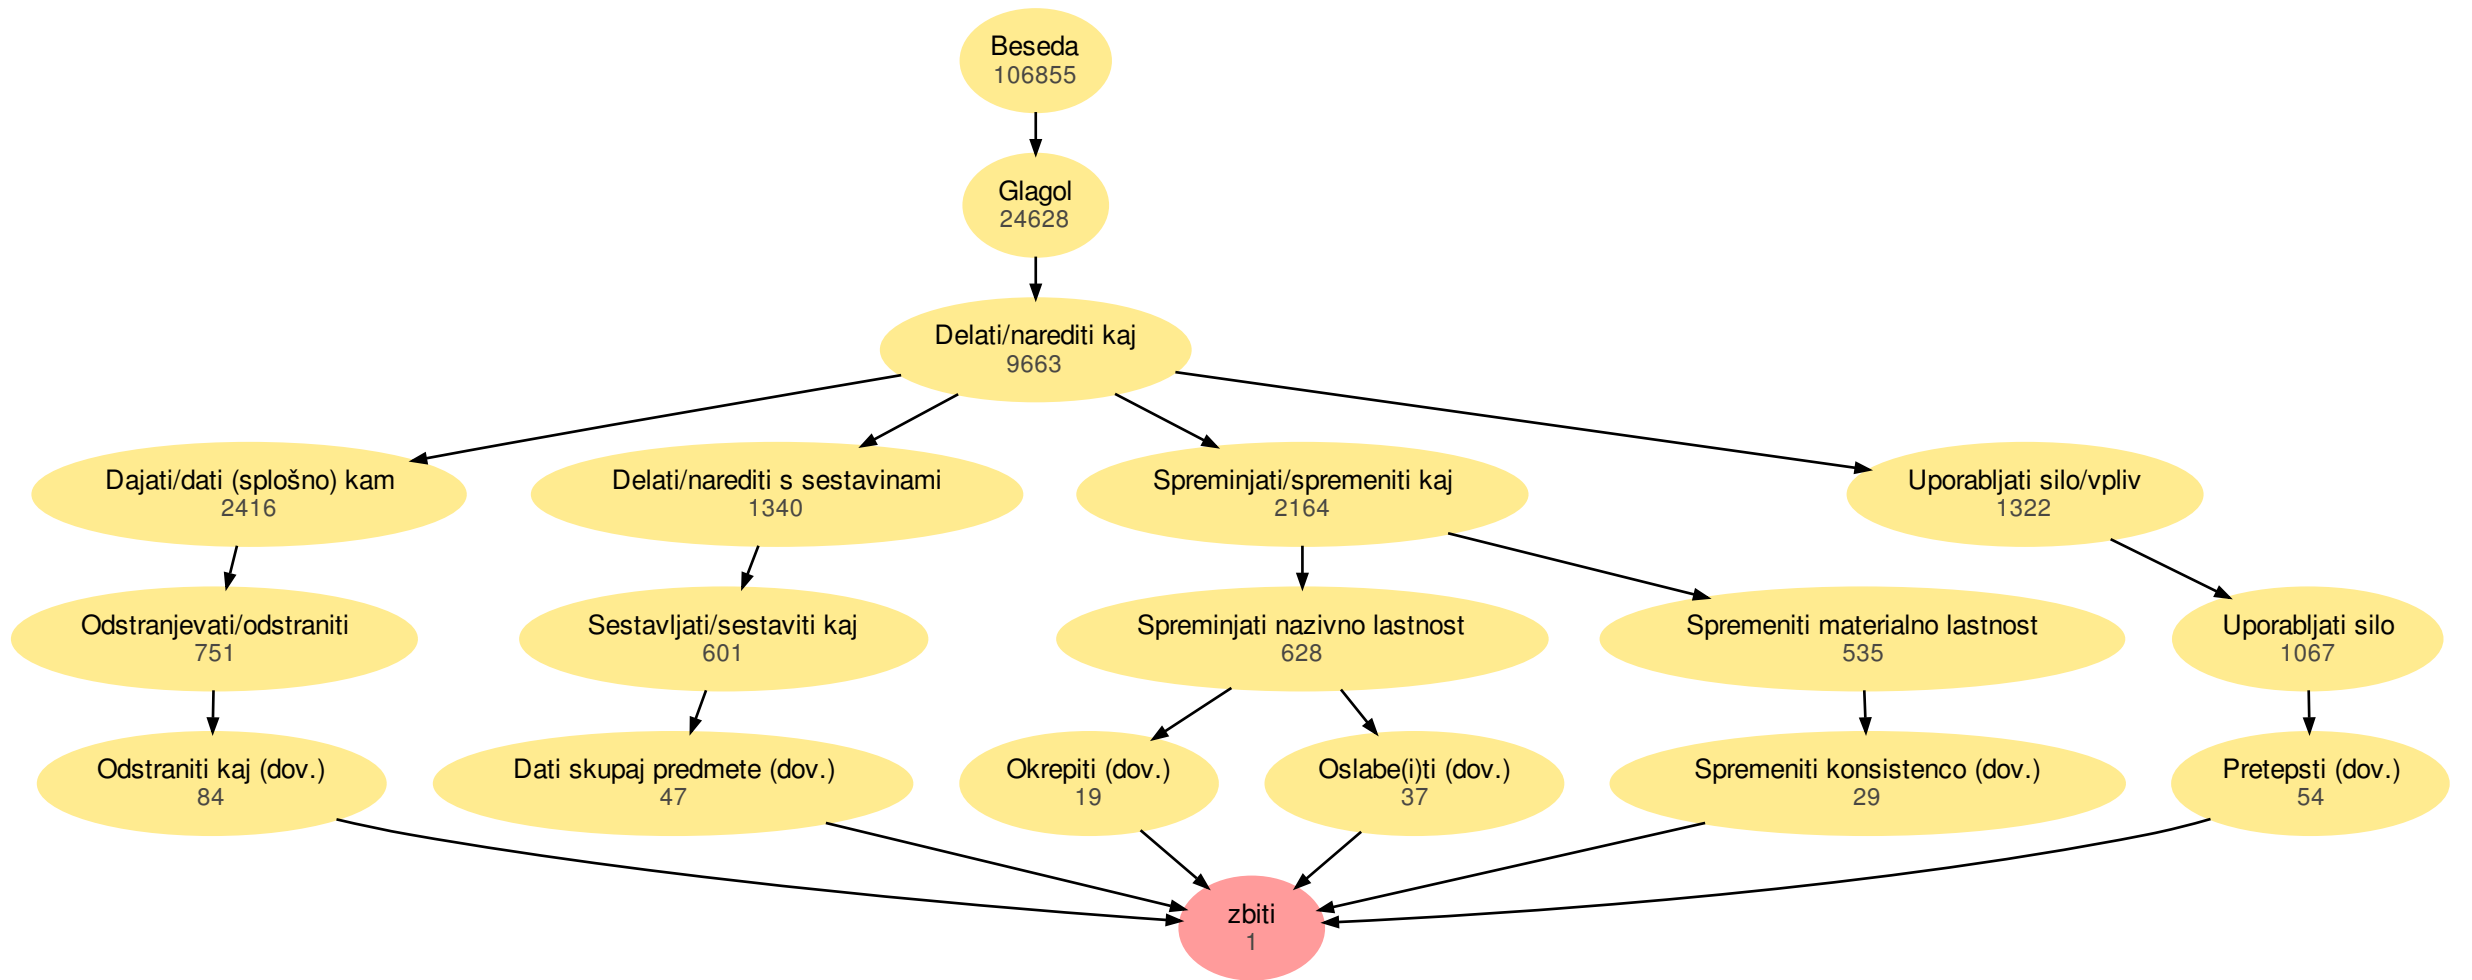 Beseda
106855
Glagol
24628
Delati/narediti kaj
9663
Dajati/dati (splošno) kam
2416
Delati/narediti s sestavinami
1340
Spreminjati/spremeniti kaj
2164
Uporabljati silo/vpliv
1322
Odstranjevati/odstraniti
751
Sestavljati/sestaviti kaj
601
Spreminjati nazivno lastnost
628
Spremeniti materialno lastnost
535
Uporabljati silo
1067
Odstraniti kaj (dov.)
84
Dati skupaj predmete (dov.)
47
Okrepiti (dov.)
19
Oslabe(i)ti (dov.)
37
Spremeniti konsistenco (dov.)
29
Pretepsti (dov.)
54
zbiti
1